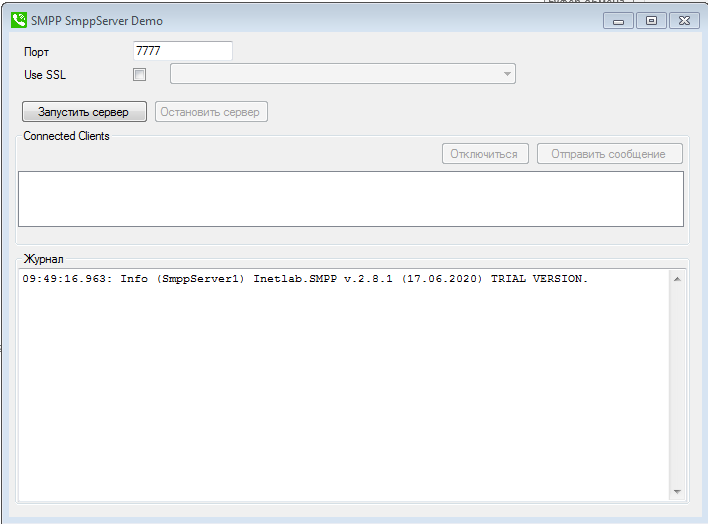 SMPP SmppServer Demo
Порт 7777
Use SSL
Запустить сервер Остановить сервер
Connected Clients
Отключиться Отправить сообщение
Журнал
09:49:16.963: Info (SmppServer1) Inetlab.SMPP v.2.8.1 (17.06.2020) TRIAL VERSION.